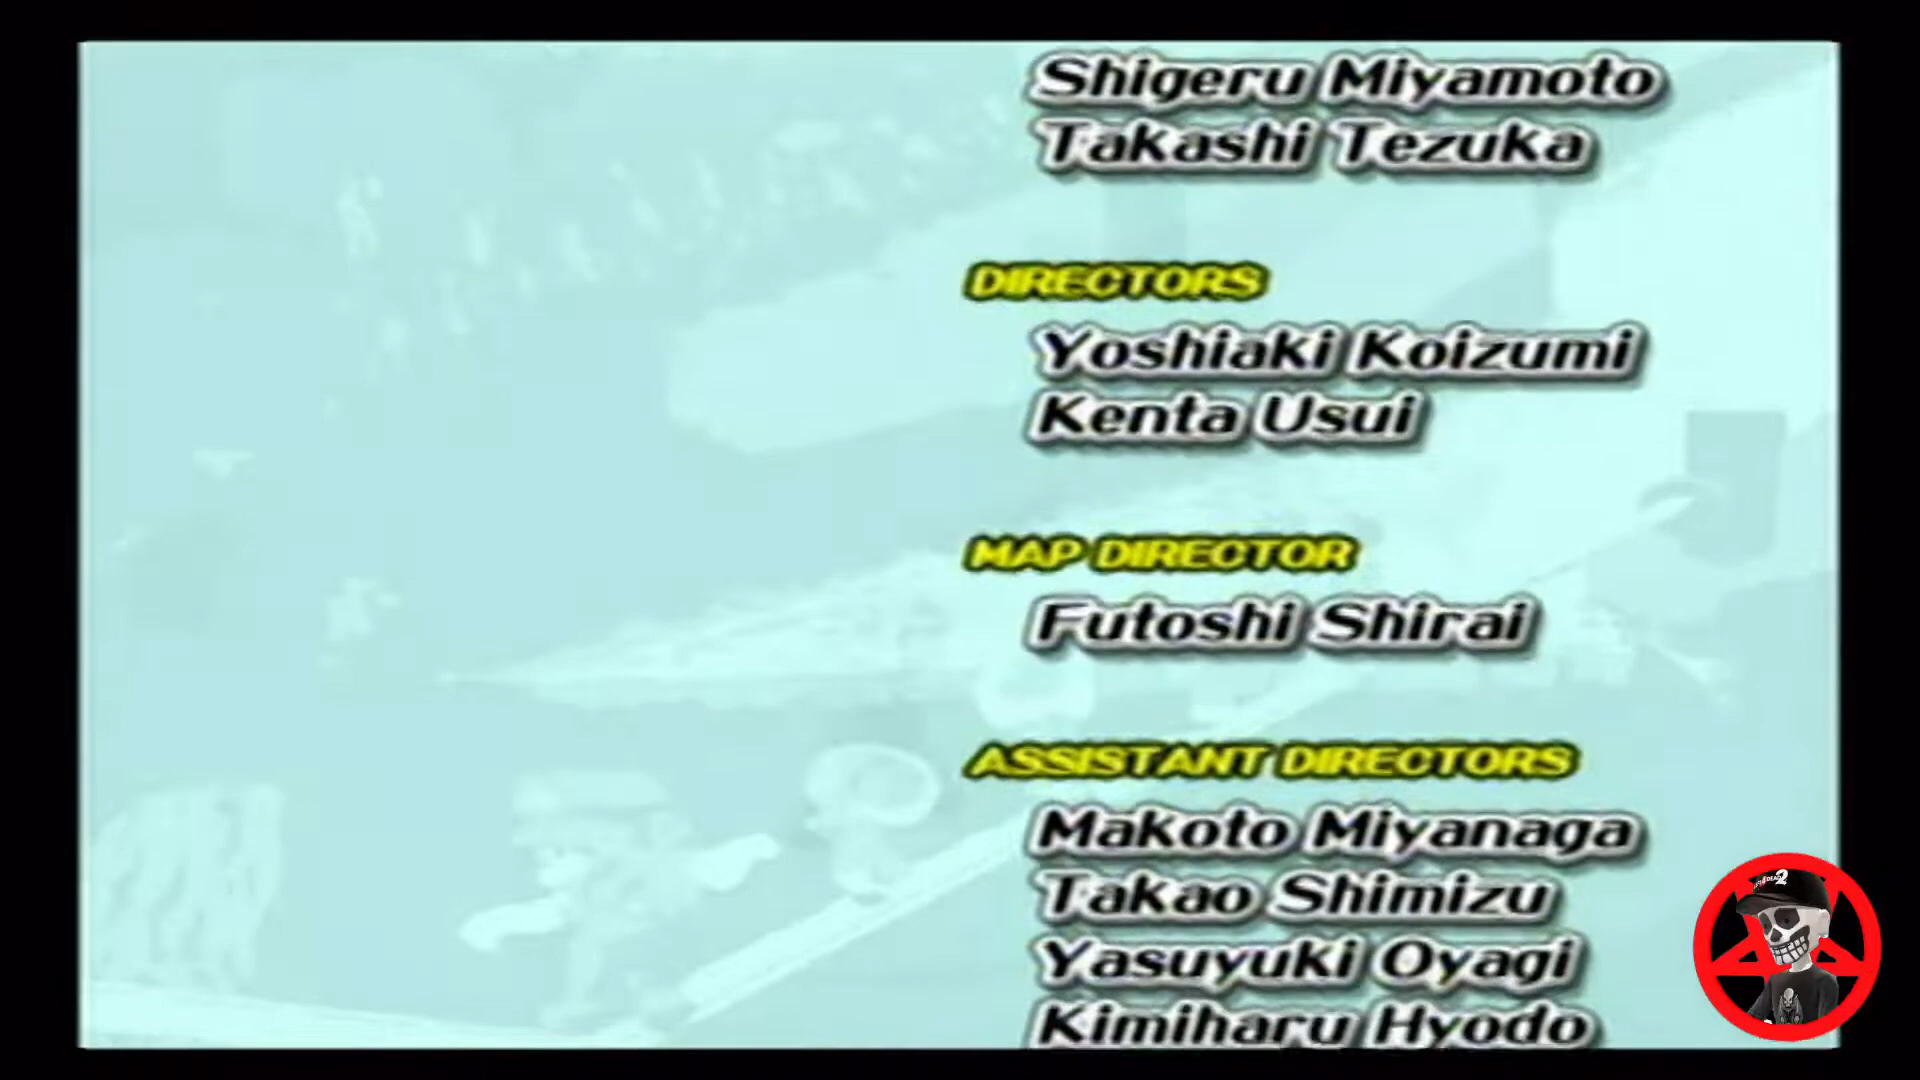 Shigeru Miyamoto
Takashi Tezuka
DIRECTORS
Yoshiaki Koizumi
Kenta Usui
MAP DIRECTOR
Futoshi Shirai
ASSISTANT DIRECTORS
Makoto Miyanaga
Takao Shimizu
Yasuyuki Oyagi
Kimiharu Hyodo
2